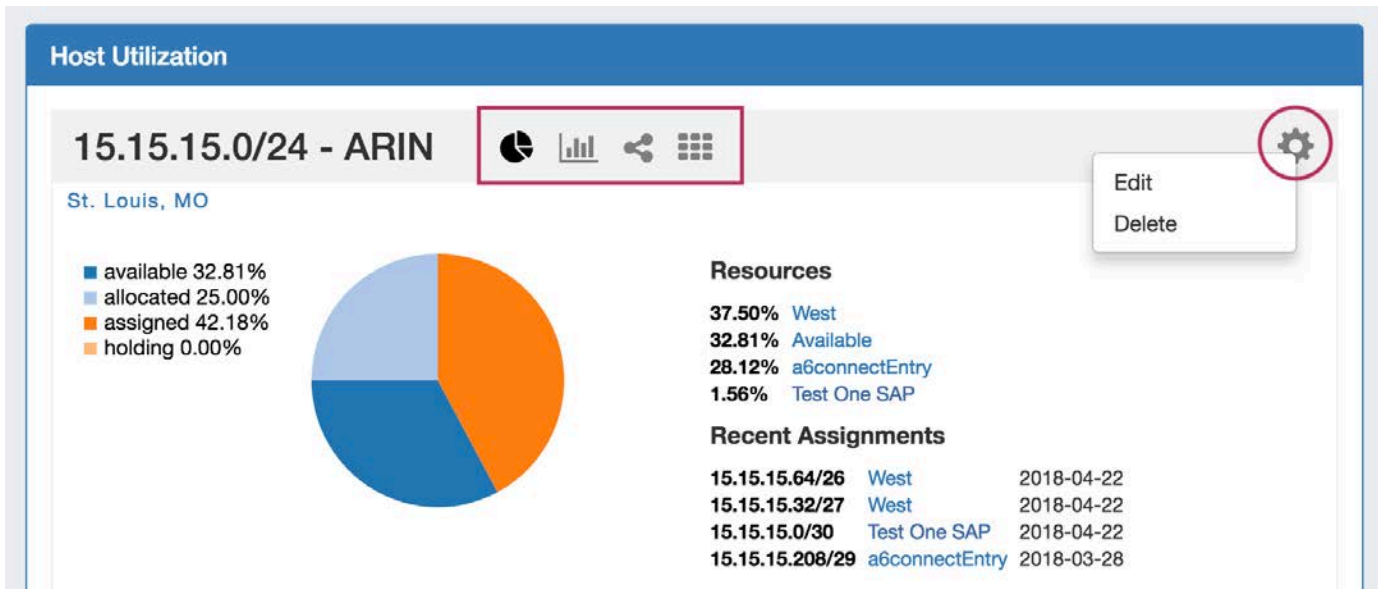 Host Utilization
15.15.15.0/24 - ARIN
Edit
Delete
St. Louis, MO
available 32.81%
allocated 25.00%
assigned 42.18%
holding 0.00%
Resources
37.50% West
32.81% Available
28.12% a6connectEntry
1.56% Test One SAP
Recent Assignments
15.15.15.64/26 West 2018-04-22
15.15.15.32/27 West 2018-04-22
15.15.15.0/30 Test One SAP 2018-04-22
15.15.15.208/29 a6connectEntry 2018-03-28